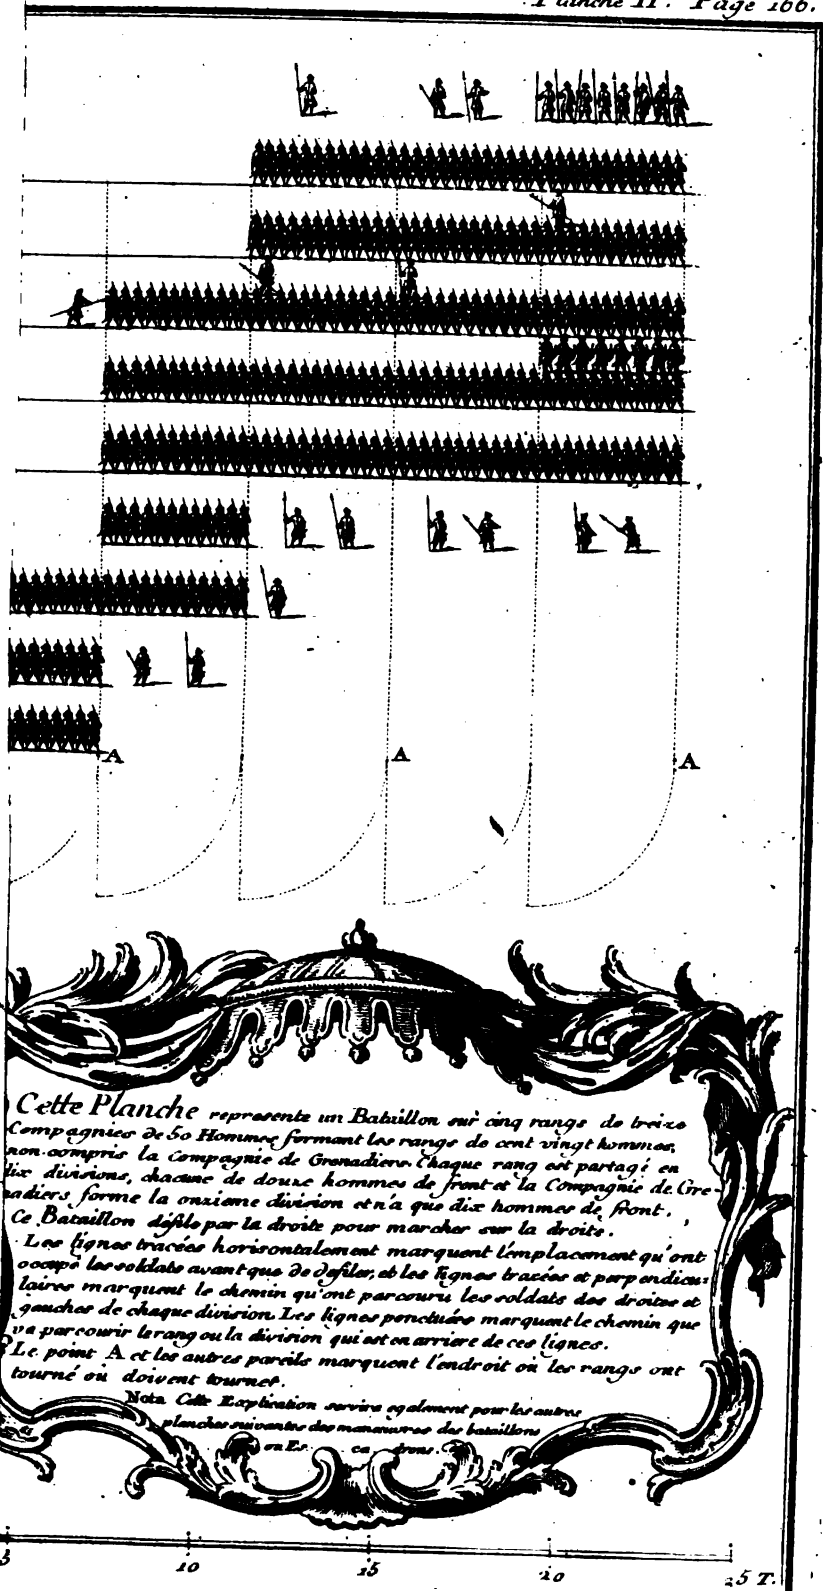 Planche II. Page 166.
A
A
A
Cette Planche represente un Bataillon sur cinq rangs de treize
Compagnies de 50 Hommes formant les rangs de cent vingt hommes,
non-compris la Compagnie de Grenadiers. Chaque rang est partagé en
dix divisions, chacune de douze hommes de front et la Compagnie de Gre-
nadiers forme la onzieme division et n'a que dix hommes de front.
Ce Bataillon défile par la droite pour marcher sur la droite.
Les lignes tracées horisontalement marquent l'emplacement qu'ont
occupé les soldats avant que de defiler, et les lignes tracées et perpendicu-
laires marquent le chemin qu'ont parcouru les soldats des droites et
gauches de chaque division. Les lignes ponctuées marquent le chemin que
va parcourir le rang ou la division qui est en arriere de ces lignes.
Le point A et les autres pareils marquent l'endroit où les rangs ont
tourné où doivent tourner.
Nota Cette Explication servira egalement pour les autres
planches suivantes des manœuvres des bataillons
ou Es ca drons.
5 10 15 20 25 T.